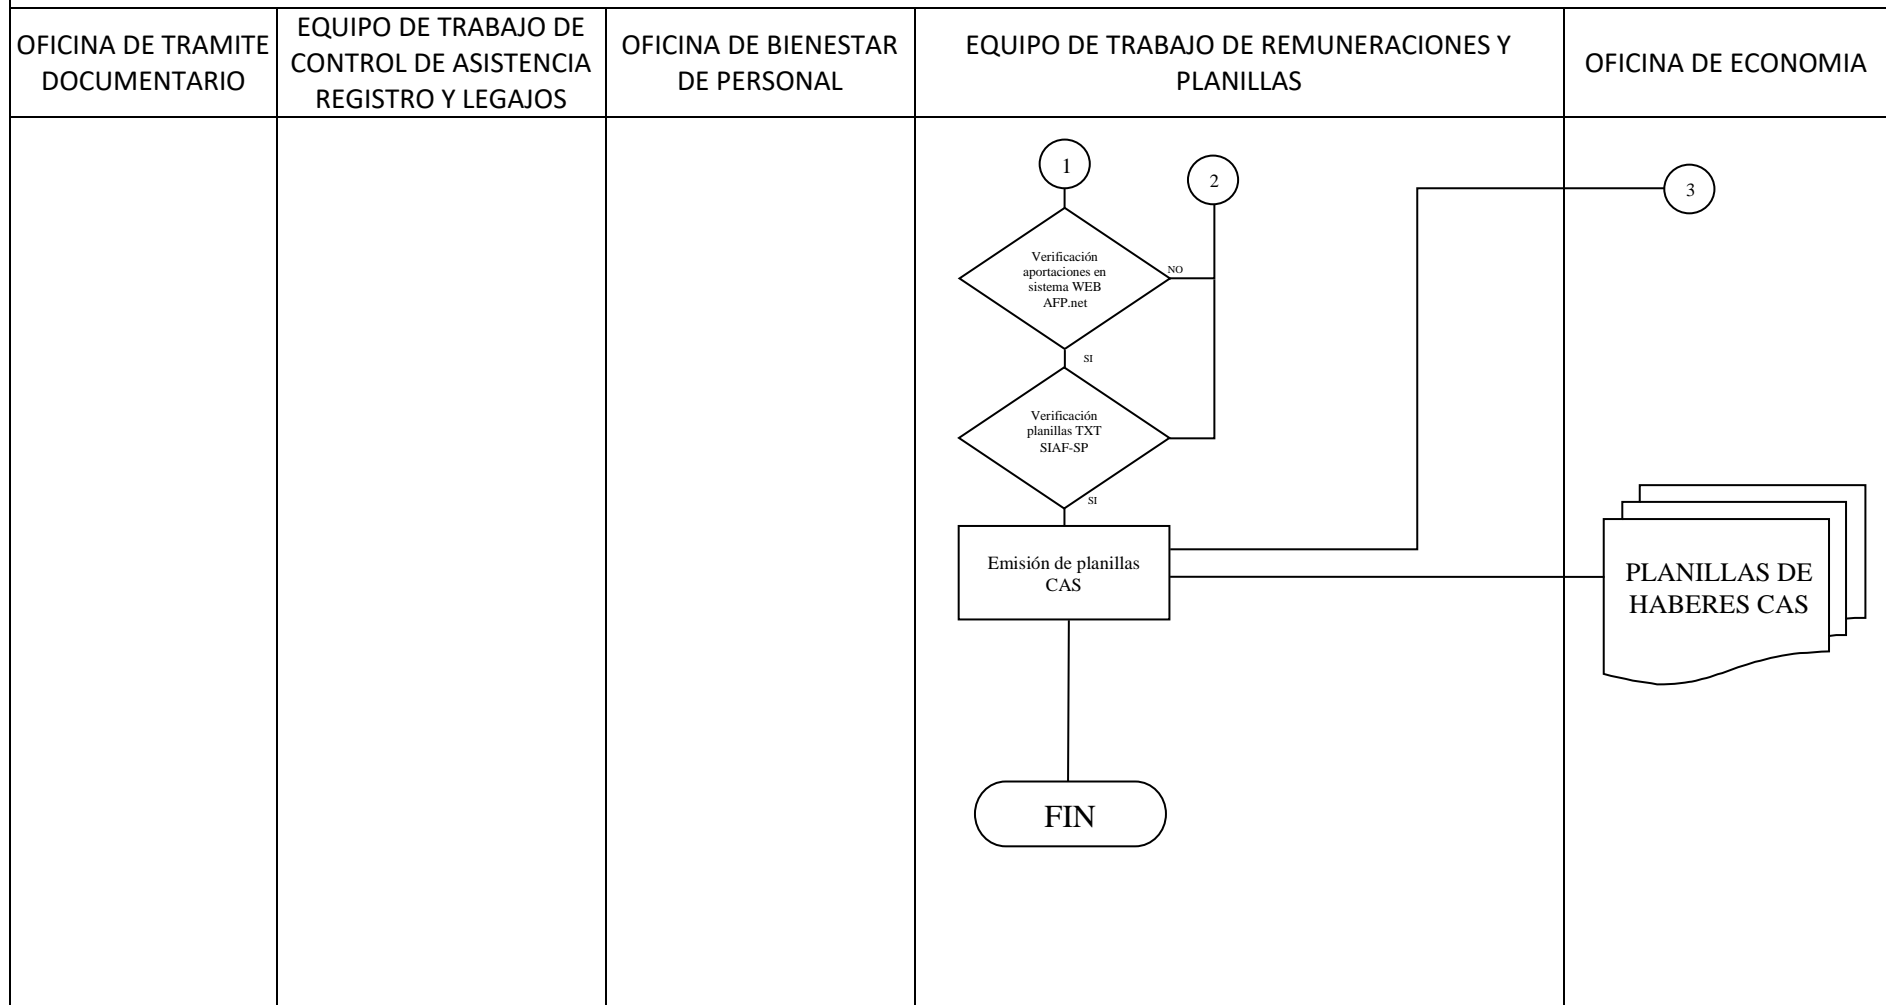 OFICINA DE TRAMITE
DOCUMENTARIO
EQUIPO DE TRABAJO DE
CONTROL DE ASISTENCIA
REGISTRO Y LEGAJOS
OFICINA DE BIENESTAR
DE PERSONAL
EQUIPO DE TRABAJO DE REMUNERACIONES Y
PLANILLAS
OFICINA DE ECONOMIA
1
2
3
Verificación
aportaciones en
sistema WEB
AFP.net
NO
SI
Verificación
planillas TXT
SIAF-SP
SI
Emisión de planillas
CAS
PLANILLAS DE
HABERES CAS
FIN